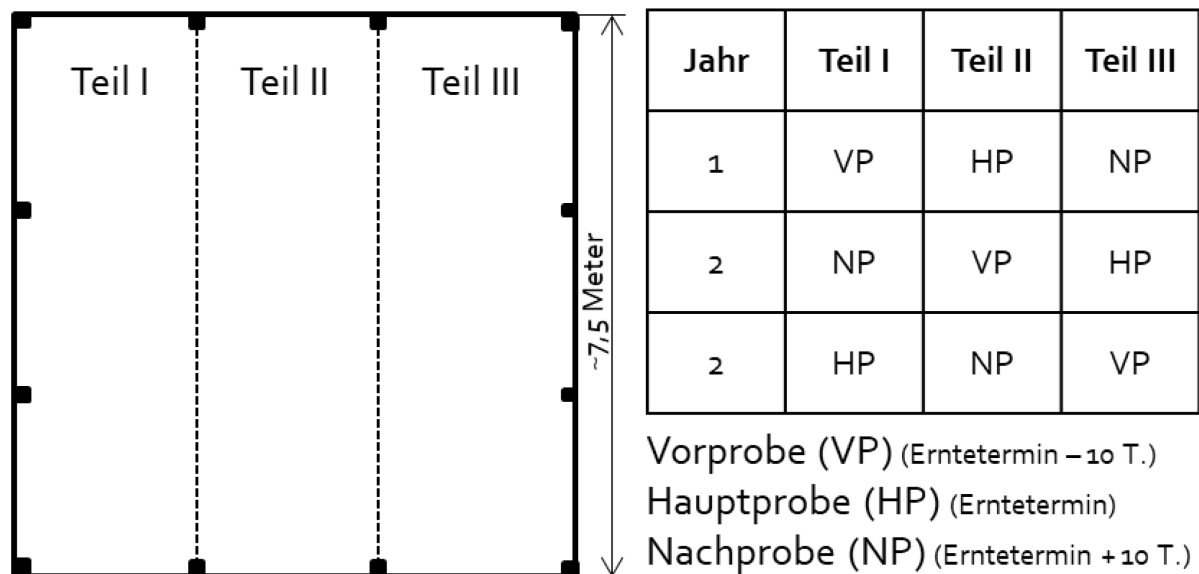 Teil I Teil II Teil III
~7,5 Meter
Jahr Teil I Teil II Teil III
1 VP HP NP
2 NP VP HP
2 HP NP VP
Vorprobe (VP) (Erntetermin – 10 T.)
Hauptprobe (HP) (Erntetermin)
Nachprobe (NP) (Erntetermin + 10 T.)